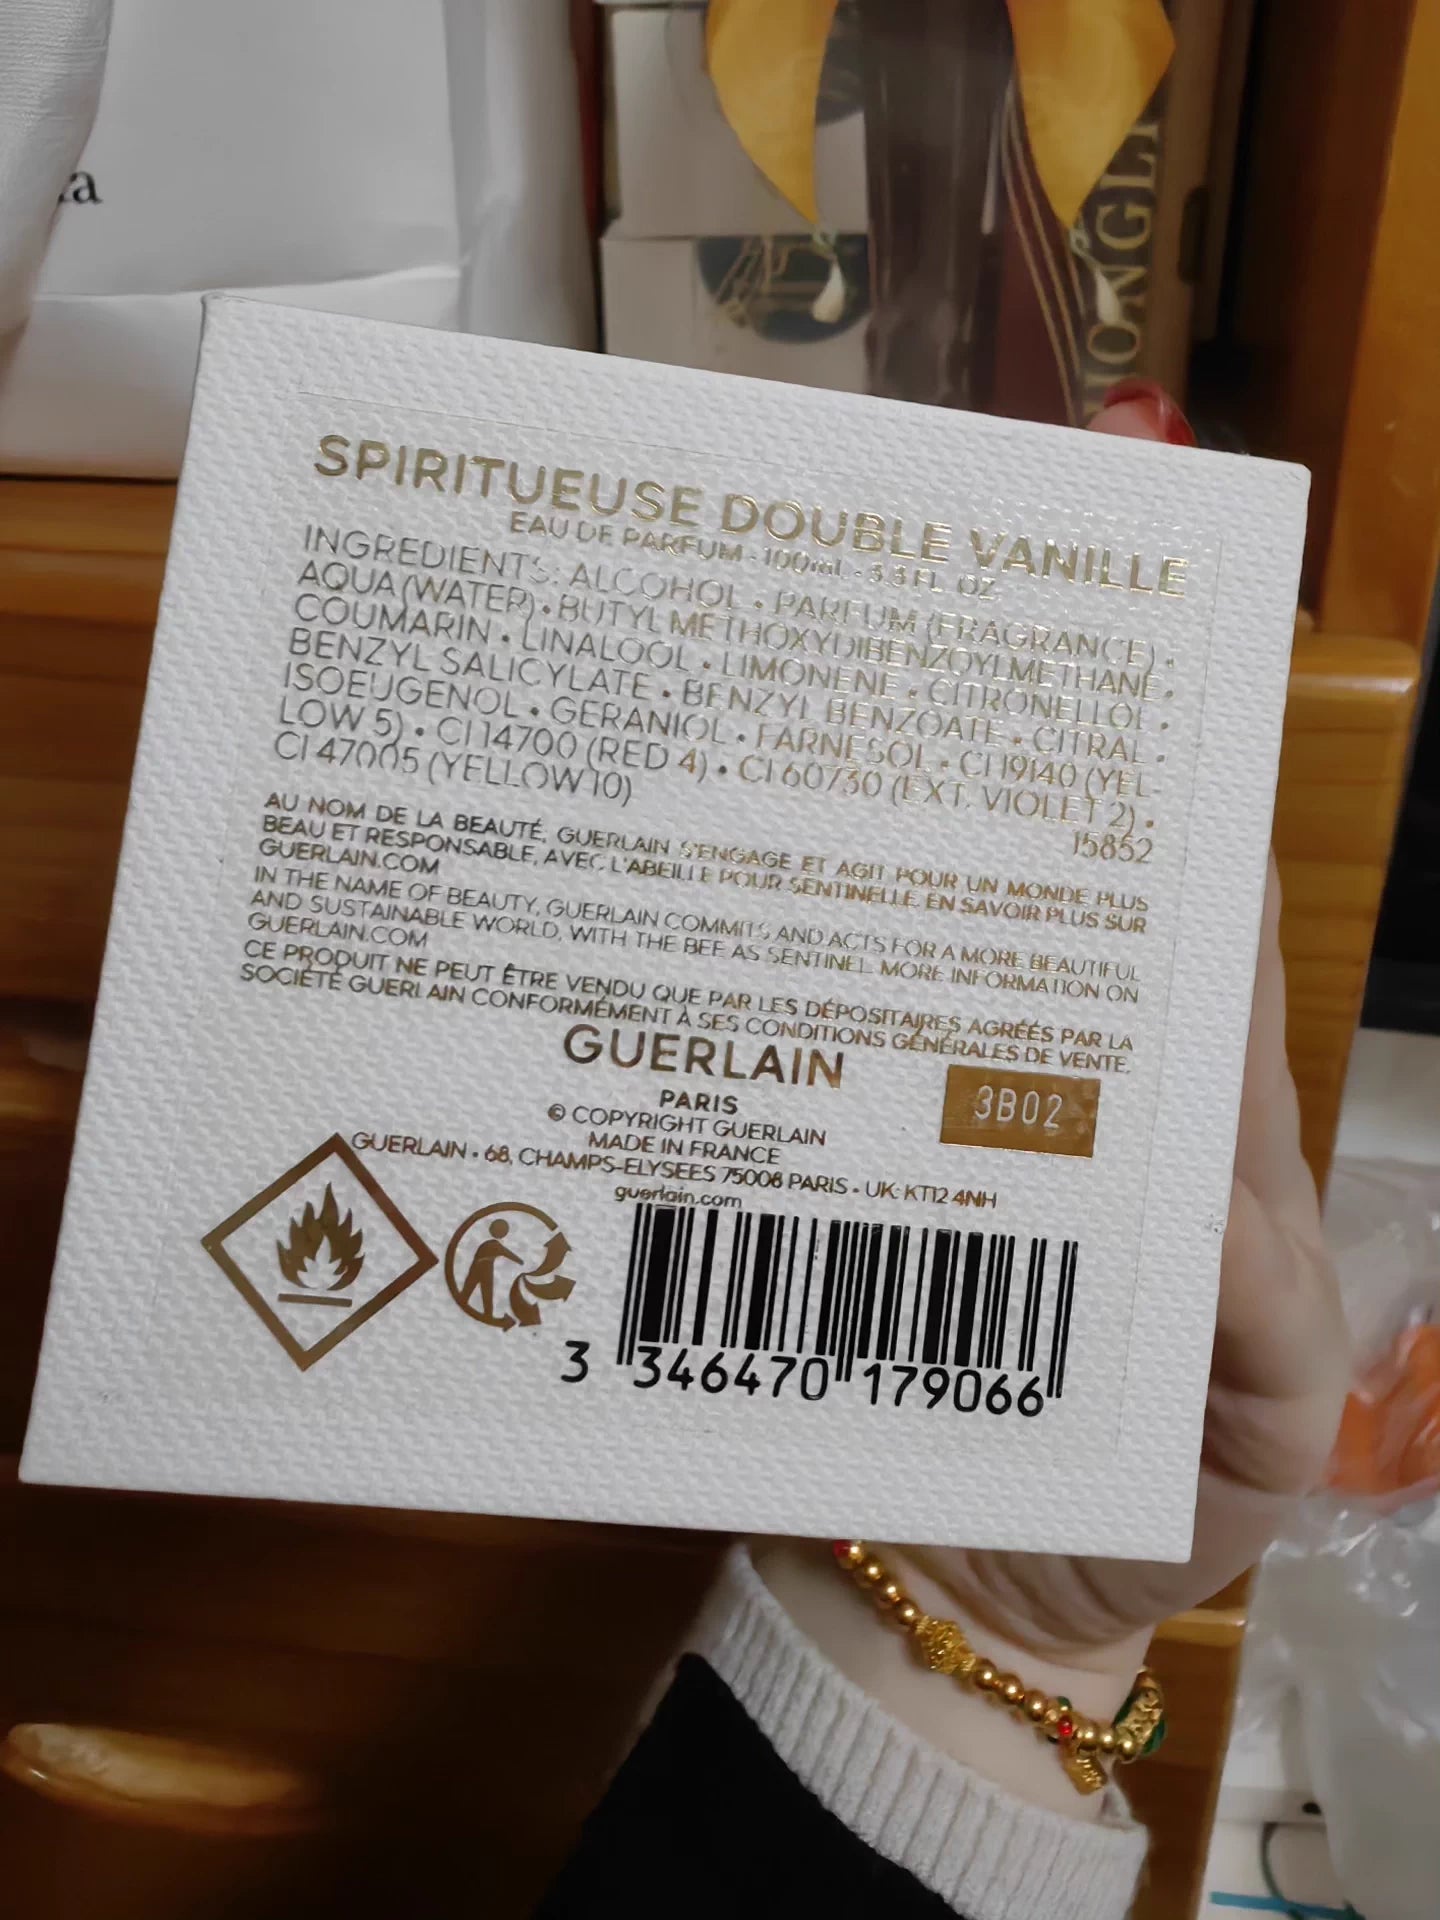 SPIRITUEUSE DOUBLE VANILLE
EAU DE PARFUM - 100mL - 3.3 FL. OZ.
INGREDIENTS: ALCOHOL • PARFUM (FRAGRANCE) •
AQUA (WATER) • BUTYL METHOXYDIBENZOYLMETHANE •
COUMARIN • LINALOOL • LIMONENE • CITRONELLOL •
BENZYL SALICYLATE • BENZYL BENZOATE • CITRAL •
ISOEUGENOL • GERANIOL • FARNESOL • CI 19140 (YEL-
LOW 5) • CI 14700 (RED 4) • CI 60730 (EXT. VIOLET 2) •
CI 47005 (YELLOW 10)
15852
AU NOM DE LA BEAUTÉ, GUERLAIN S'ENGAGE ET AGIT POUR UN MONDE PLUS
BEAU ET RESPONSABLE, AVEC L'ABEILLE POUR SENTINELLE. EN SAVOIR PLUS SUR
GUERLAIN.COM
IN THE NAME OF BEAUTY, GUERLAIN COMMITS AND ACTS FOR A MORE BEAUTIFUL
AND SUSTAINABLE WORLD, WITH THE BEE AS SENTINEL. MORE INFORMATION ON
GUERLAIN.COM
CE PRODUIT NE PEUT ÊTRE VENDU QUE PAR LES DÉPOSITAIRES AGRÉÉS PAR LA
SOCIÉTÉ GUERLAIN CONFORMÉMENT À SES CONDITIONS GÉNÉRALES DE VENTE.
GUERLAIN
PARIS
3B02
© COPYRIGHT GUERLAIN
MADE IN FRANCE
GUERLAIN • 68, CHAMPS-ELYSEES 75008 PARIS • UK: KT12 4NH
guerlain.com
3 346470 179066